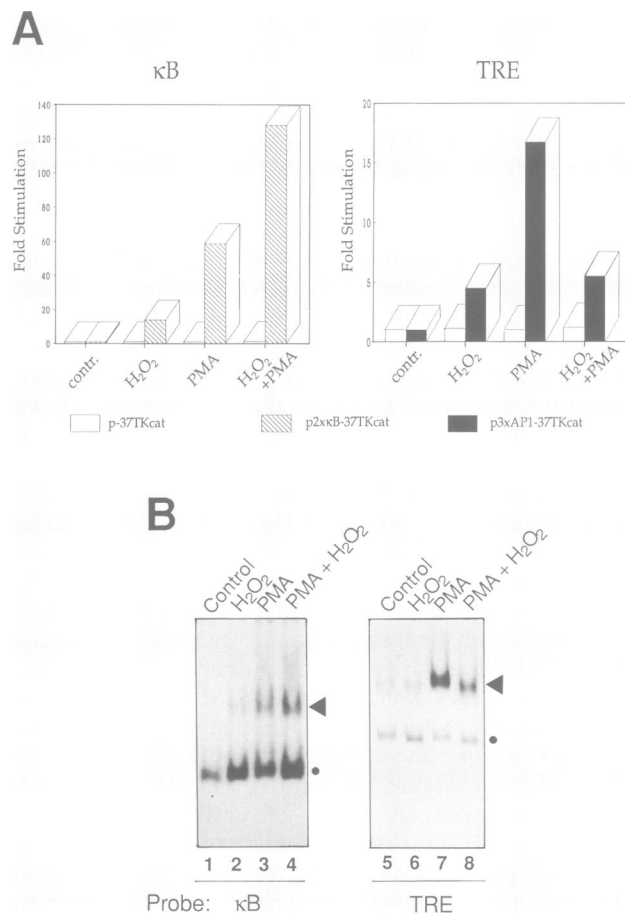 A
κB
TRE
Fold Stimulation
140
120
100
80
60
40
20
0
contr.
H₂O₂
PMA
H₂O₂
+PMA
Fold Stimulation
20
15
10
5
0
contr.
H₂O₂
PMA
H₂O₂
+PMA
p-37TKcat
p2xκB-37TKcat
p3xAP1-37TKcat
B
Control
H₂O₂
PMA
PMA + H₂O₂
Control
H₂O₂
PMA
PMA + H₂O₂
1 2 3 4
5 6 7 8
Probe: κB
TRE